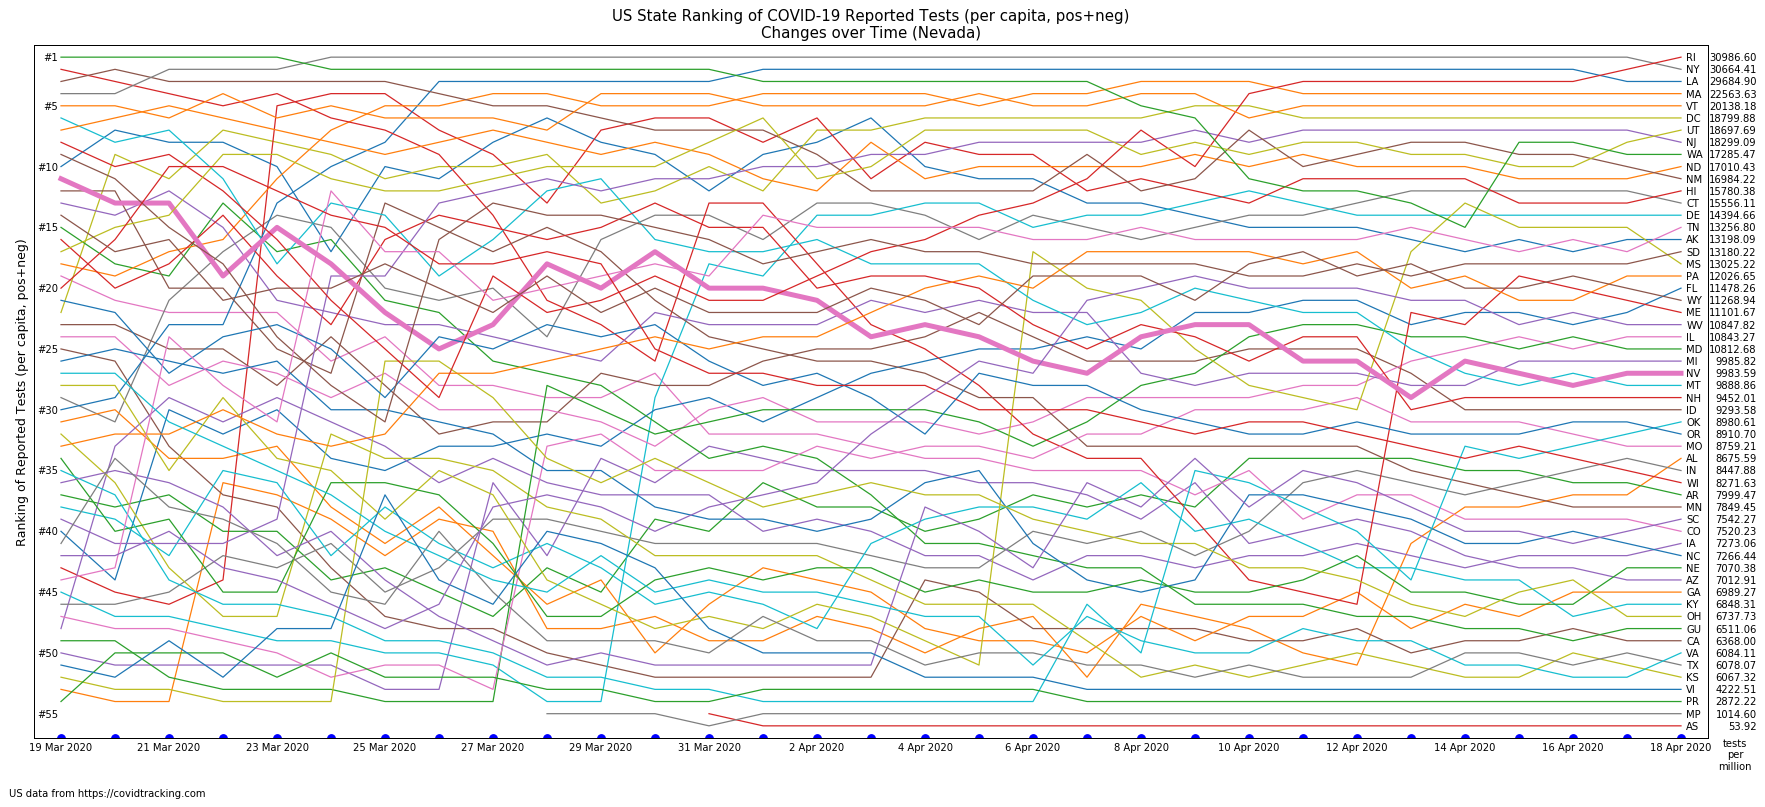 US State Ranking of COVID-19 Reported Tests (per capita, pos+neg)
Changes over Time (Nevada)
Ranking of Reported Tests (per capita, pos+neg)
#1
#5
#10
#15
#20
#25
#30
#35
#40
#45
#50
#55
RI 30986.60
NY 30664.41
LA 29684.90
MA 22563.63
VT 20138.18
DC 18799.88
UT 18697.69
NJ 18299.09
WA 17285.47
ND 17010.43
NM 16984.22
HI 15780.38
CT 15556.11
DE 14394.66
TN 13256.80
AK 13198.09
SD 13180.22
MS 13025.22
PA 12026.65
FL 11478.26
WY 11268.94
ME 11101.67
WV 10847.82
IL 10843.27
MD 10812.68
MI 9985.82
NV 9983.59
MT 9888.86
NH 9452.01
ID 9293.58
OK 8980.61
OR 8910.70
MO 8759.21
AL 8675.59
IN 8447.88
WI 8271.63
AR 7999.47
MN 7849.45
SC 7542.27
CO 7520.23
IA 7273.06
NC 7266.44
NE 7070.38
AZ 7012.91
GA 6989.27
KY 6848.31
OH 6737.73
GU 6511.06
CA 6368.00
VA 6084.11
TX 6078.07
KS 6067.32
VI 4222.51
PR 2872.22
MP 1014.60
AS 53.92
19 Mar 2020 21 Mar 2020 23 Mar 2020 25 Mar 2020 27 Mar 2020 29 Mar 2020 31 Mar 2020 2 Apr 2020 4 Apr 2020 6 Apr 2020 8 Apr 2020 10 Apr 2020 12 Apr 2020 14 Apr 2020 16 Apr 2020 18 Apr 2020
tests
per
million
US data from https://covidtracking.com